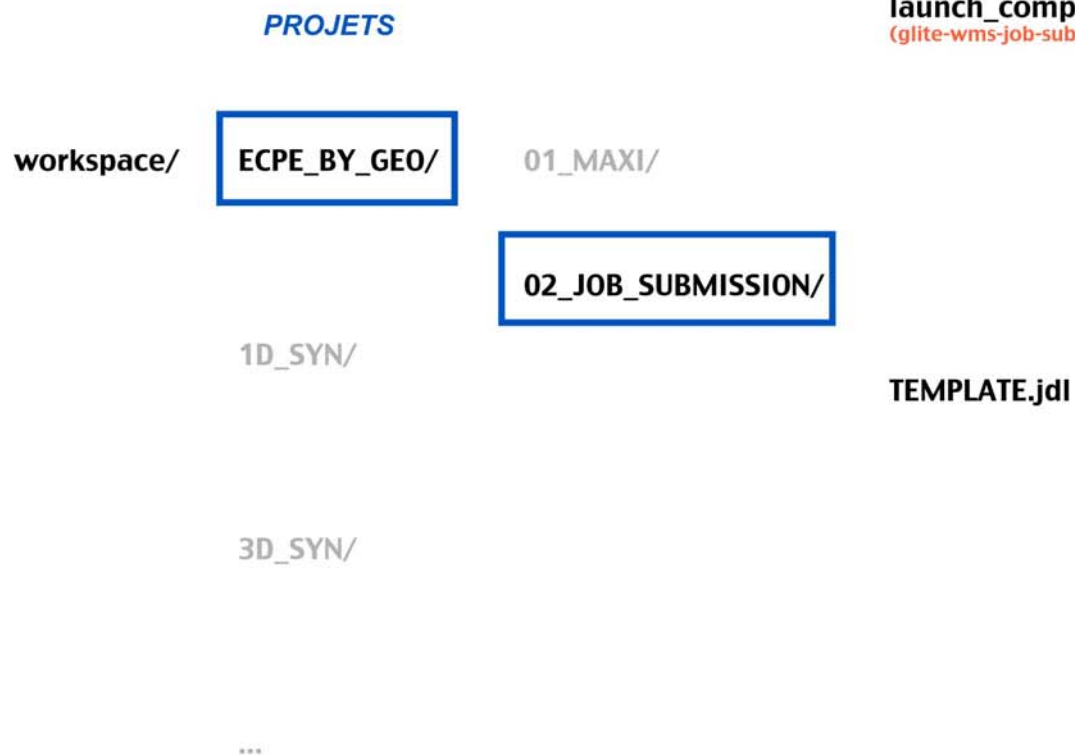 PROJETS
launch_comp
(glite-wms-job-sub
workspace/ ECPE_BY_GEO/ 01_MAXI/
02_JOB_SUBMISSION/
1D_SYN/
TEMPLATE.jdl
3D_SYN/
...